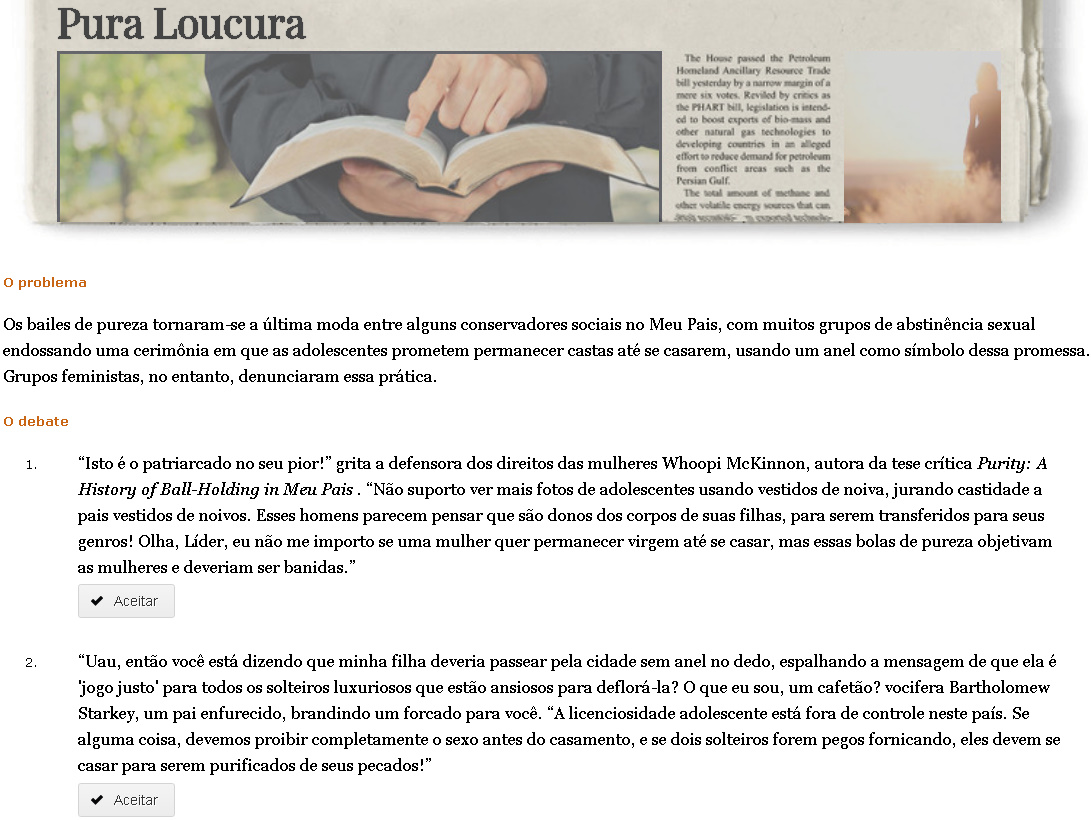 Pura Loucura
The House passed the Petroleum
Homeland Ancillary Resource Trade
bill yesterday by a narrow margin of a
mere six votes. Reviled by critics as
the PHART bill, legislation is intend-
ed to boost exports of bio-mass and
other natural gas technologies to
developing countries in an alleged
effort to reduce demand for petroleum
from conflict areas such as the
Persian Gulf.
The total amount of methane and
other volatile energy sources that can
O problema
Os bailes de pureza tornaram-se a última moda entre alguns conservadores sociais no Meu Pais, com muitos grupos de abstinência sexual
endossando uma cerimônia em que as adolescentes prometem permanecer castas até se casarem, usando um anel como símbolo dessa promessa.
Grupos feministas, no entanto, denunciaram essa prática.
O debate
1. “Isto é o patriarcado no seu pior!” grita a defensora dos direitos das mulheres Whoopi McKinnon, autora da tese crítica Purity: A
History of Ball-Holding in Meu Pais . “Não suporto ver mais fotos de adolescentes usando vestidos de noiva, jurando castidade a
pais vestidos de noivos. Esses homens parecem pensar que são donos dos corpos de suas filhas, para serem transferidos para seus
genros! Olha, Líder, eu não me importo se uma mulher quer permanecer virgem até se casar, mas essas bolas de pureza objetivam
as mulheres e deveriam ser banidas.”
Aceitar
2. “Uau, então você está dizendo que minha filha deveria passear pela cidade sem anel no dedo, espalhando a mensagem de que ela é
'jogo justo' para todos os solteiros luxuriosos que estão ansiosos para deflorá-la? O que eu sou, um cafetão? vocifera Bartholomew
Starkey, um pai enfurecido, brandindo um forcado para você. “A licenciosidade adolescente está fora de controle neste país. Se
alguma coisa, devemos proibir completamente o sexo antes do casamento, e se dois solteiros forem pegos fornicando, eles devem se
casar para serem purificados de seus pecados!”
Aceitar